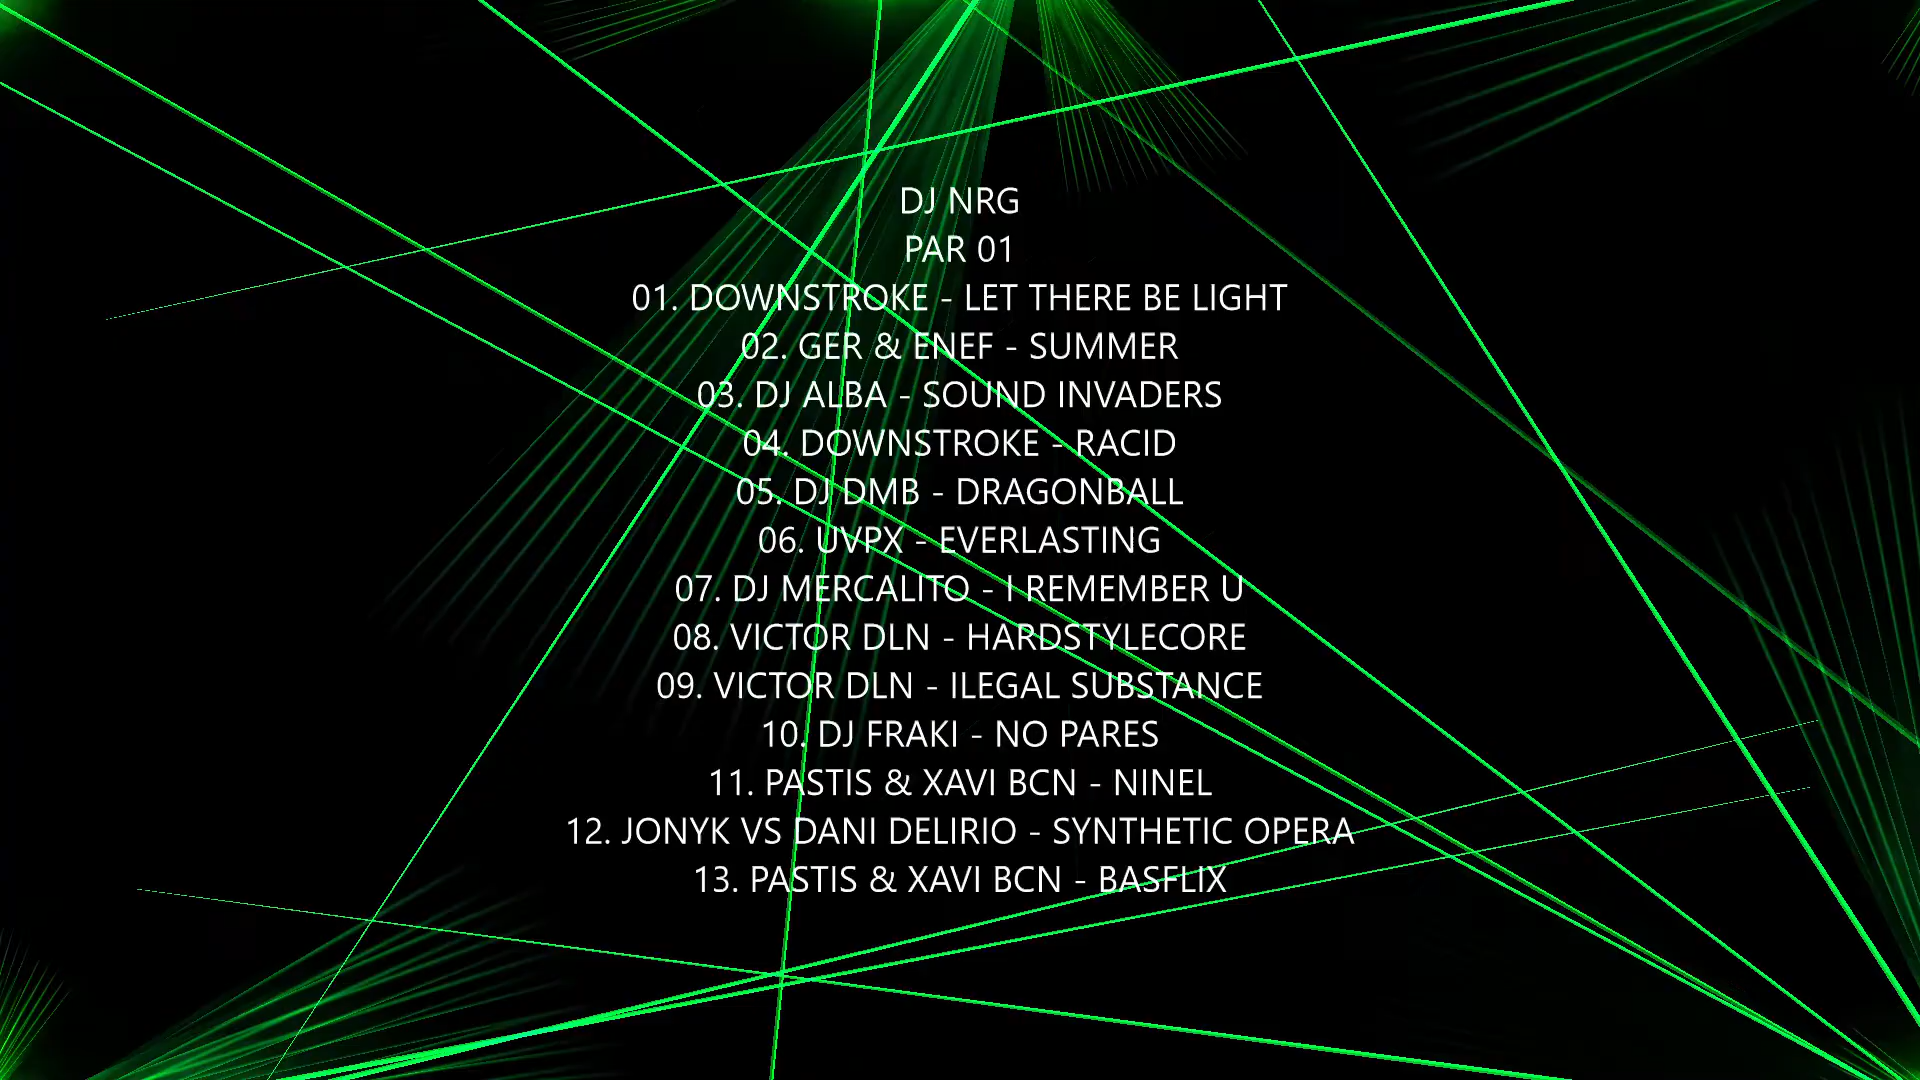 DJ NRG
PAR 01
01. DOWNSTROKE - LET THERE BE LIGHT
02. GER & ENEF - SUMMER
03. DJ ALBA - SOUND INVADERS
04. DOWNSTROKE - RACID
05. DJ DMB - DRAGONBALL
06. UVPX - EVERLASTING
07. DJ MERCALITO - I REMEMBER U
08. VICTOR DLN - HARDSTYLECORE
09. VICTOR DLN - ILEGAL SUBSTANCE
10. DJ FRAKI - NO PARES
11. PASTIS & XAVI BCN - NINEL
12. JONYK VS DANI DELIRIO - SYNTHETIC OPERA
13. PASTIS & XAVI BCN - BASFLIX